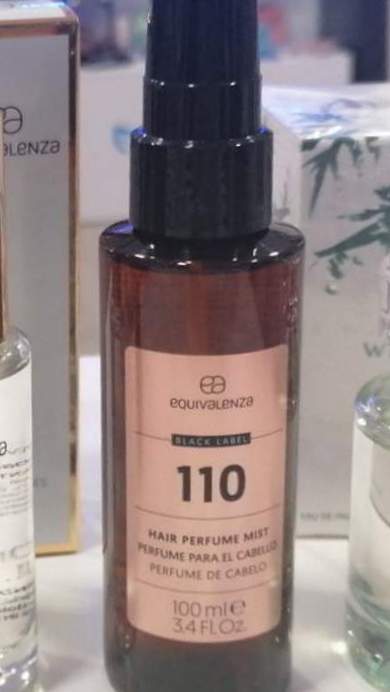 EQUIVALENZA
BLACK LABEL
110
HAIR PERFUME MIST
PERFUME PARA EL CABELLO
PERFUME DE CABELO
100 ml ℮
3.4 FL Oz.